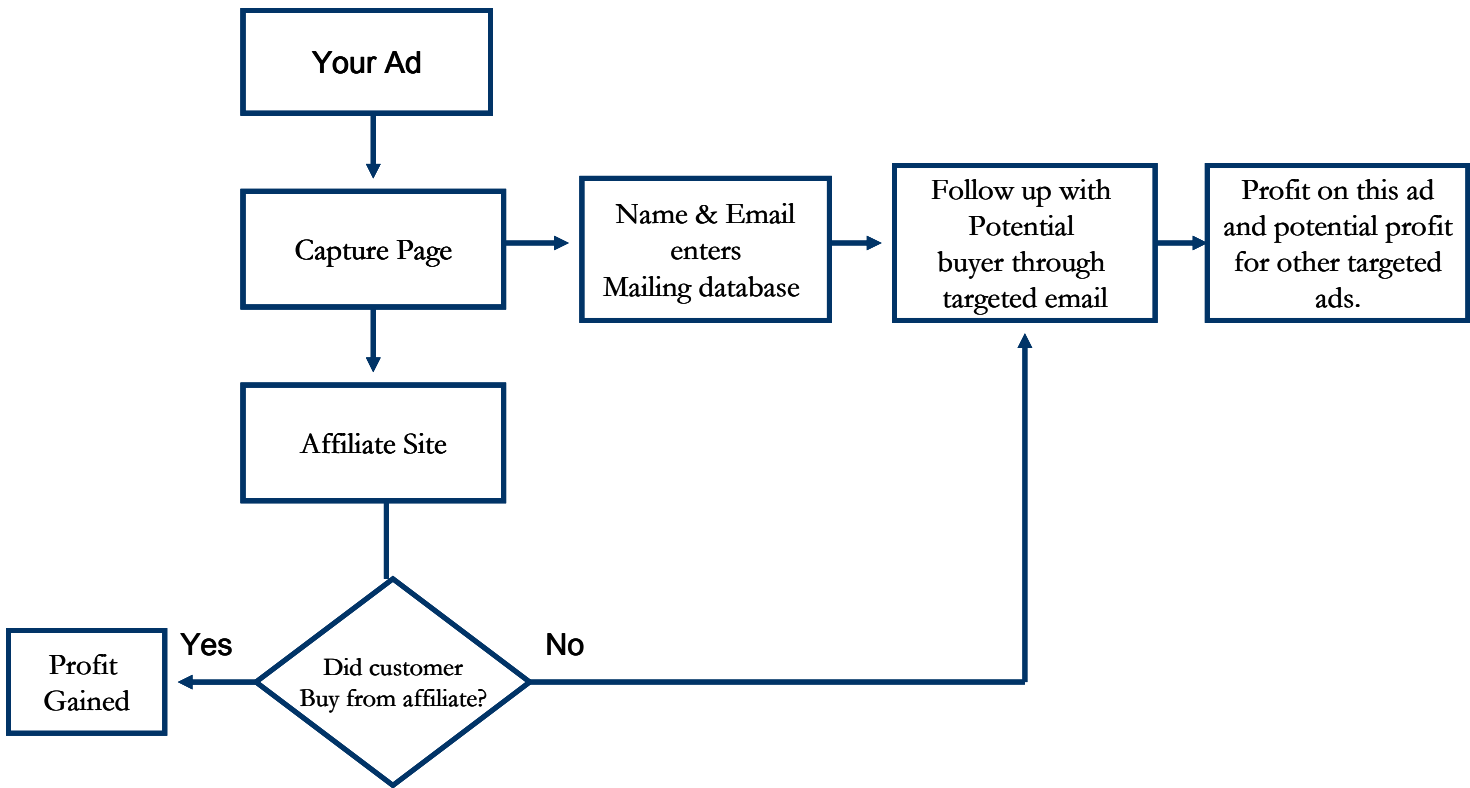 Your Ad
Capture Page
Name & Email
enters
Mailing database
Follow up with
Potential
buyer through
targeted email
Profit on this ad
and potential profit
for other targeted
ads.
Affiliate Site
Yes
No
Profit
Gained
Did customer
Buy from affiliate?